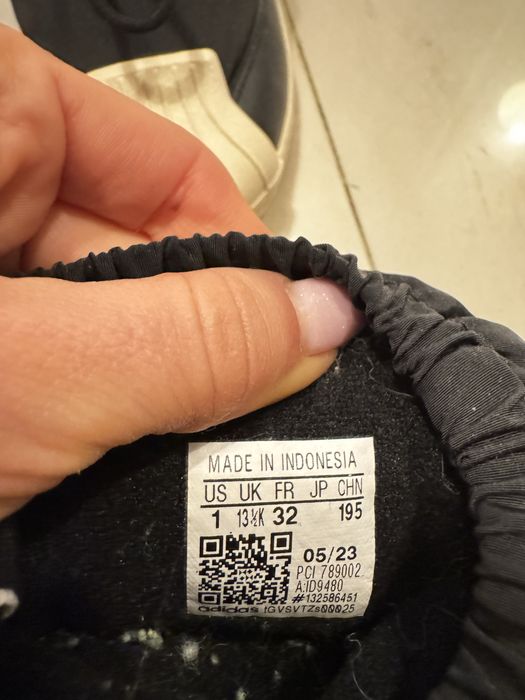 MADE IN INDONESIA
US UK FR JP CHN
1 13½K 32 195
05/23
PCI 789002
A:ID9480
#132586451
adidas tGVSVTZs00025